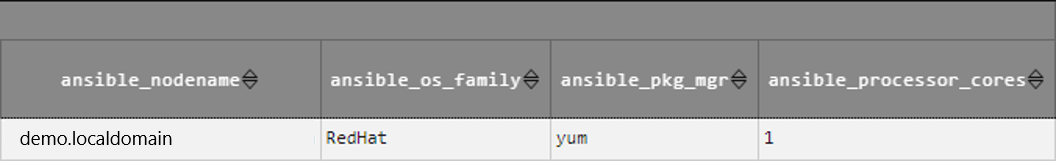 ansible_nodename ansible_os_family ansible_pkg_mgr ansible_processor_cores
demo.localdomain RedHat yum 1